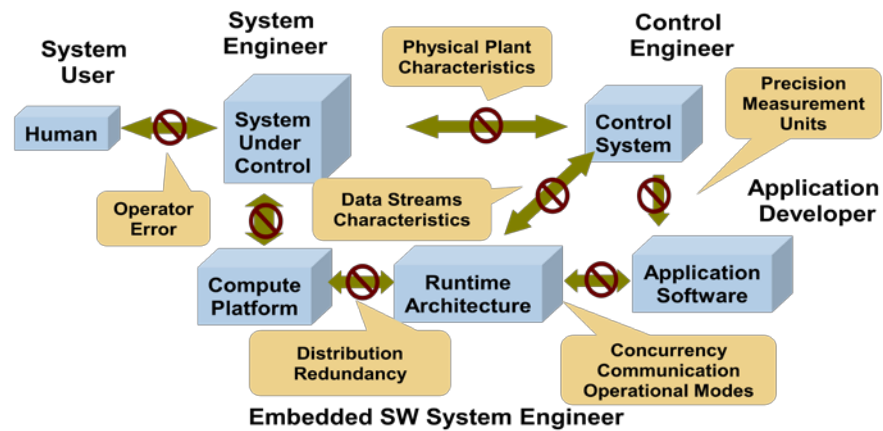 System
User
System
Engineer
Physical Plant
Characteristics
Control
Engineer
Precision
Measurement
Units
Human
System
Under
Control
Control
System
Operator
Error
Data Streams
Characteristics
Application
Developer
Compute
Platform
Runtime
Architecture
Application
Software
Distribution
Redundancy
Concurrency
Communication
Operational Modes
Embedded SW System Engineer